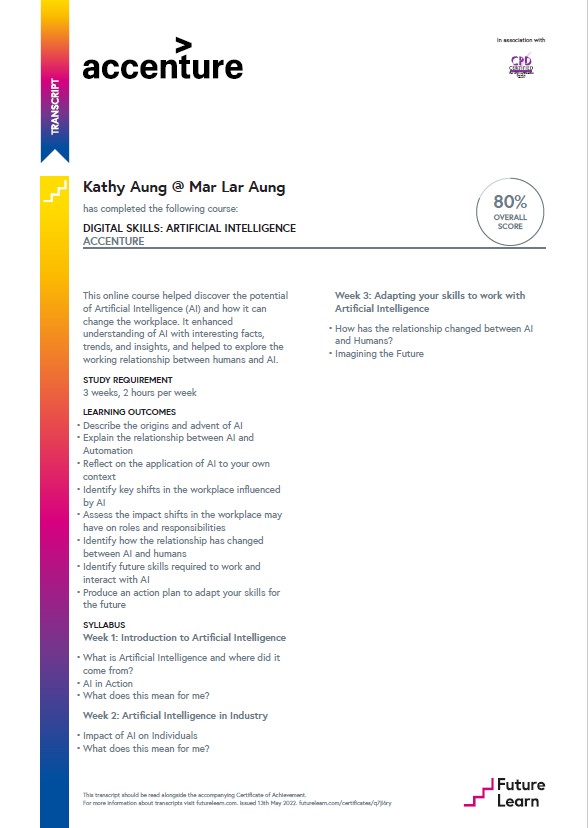 TRANSCRIPT
accenture
In association with
CPD
CERTIFIED
Kathy Aung @ Mar Lar Aung
has completed the following course:
DIGITAL SKILLS: ARTIFICIAL INTELLIGENCE
ACCENTURE
80%
OVERALL
SCORE
This online course helped discover the potential
of Artificial Intelligence (AI) and how it can
change the workplace. It enhanced
understanding of AI with interesting facts,
trends, and insights, and helped to explore the
working relationship between humans and AI.
STUDY REQUIREMENT
3 weeks, 2 hours per week
LEARNING OUTCOMES
• Describe the origins and advent of AI
• Explain the relationship between AI and
Automation
• Reflect on the application of AI to your own
context
• Identify key shifts in the workplace influenced
by AI
• Assess the impact shifts in the workplace may
have on roles and responsibilities
• Identify how the relationship has changed
between AI and humans
• Identify future skills required to work and
interact with AI
• Produce an action plan to adapt your skills for
the future
SYLLABUS
Week 1: Introduction to Artificial Intelligence
• What is Artificial Intelligence and where did it
come from?
• AI in Action
• What does this mean for me?
Week 2: Artificial Intelligence in Industry
• Impact of AI on Individuals
• What does this mean for me?
Week 3: Adapting your skills to work with
Artificial Intelligence
• How has the relationship changed between AI
and Humans?
• Imagining the Future
This transcript should be read alongside the accompanying Certificate of Achievement.
For more information about transcripts visit futurelearn.com. Issued 13th May 2022. futurelearn.com/certificates/
Future
Learn